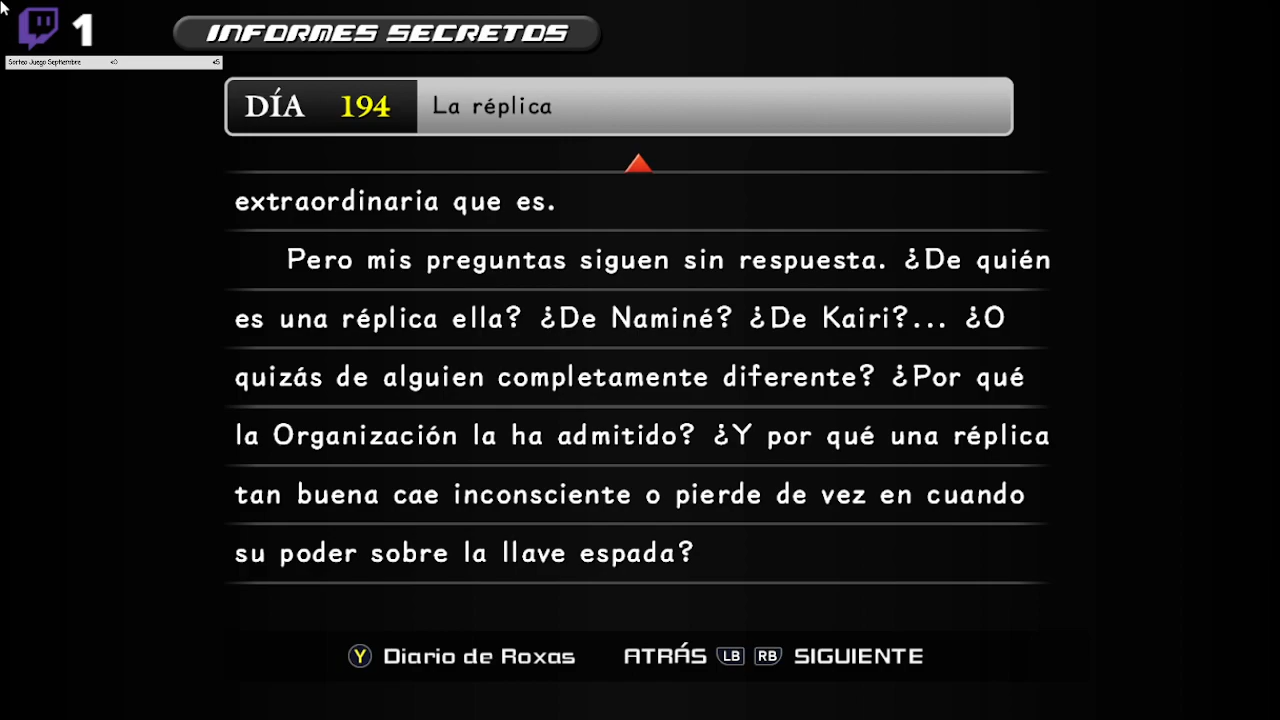 1
INFORMES SECRETOS
Sorteo Juego Septiembre
DÍA 194 La réplica
extraordinaria que es.
Pero mis preguntas siguen sin respuesta. ¿De quién
es una réplica ella? ¿De Naminé? ¿De Kairi?... ¿O
quizás de alguien completamente diferente? ¿Por qué
la Organización la ha admitido? ¿Y por qué una réplica
tan buena cae inconsciente o pierde de vez en cuando
su poder sobre la llave espada?
Y Diario de Roxas ATRÁS LB RB SIGUIENTE